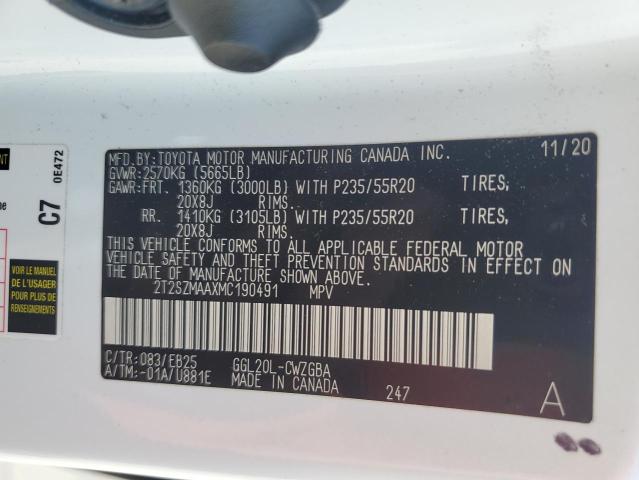 MFD.BY:TOYOTA MOTOR MANUFACTURING CANADA INC. 11/20
GVWR:2570KG (5665LB)
GAWR:FRT. 1360KG (3000LB) WITH P235/55R20 TIRES,
20X8J RIMS.
RR. 1410KG (3105LB) WITH P235/55R20 TIRES,
20X8J RIMS.
THIS VEHICLE CONFORMS TO ALL APPLICABLE FEDERAL MOTOR
VEHICLE SAFETY AND THEFT PREVENTION STANDARDS IN EFFECT ON
THE DATE OF MANUFACTURE SHOWN ABOVE.
2T2SZMAAXMC190491 MPV
C/TR:083/EB25 GGL20L-CWZGBA
A/TM:-01A/U881E MADE IN CANADA 247 A
0E472
C7
VOIR LE MANUEL
DE L'USAGER
POUR PLUS DE
RENSEIGNEMENTS